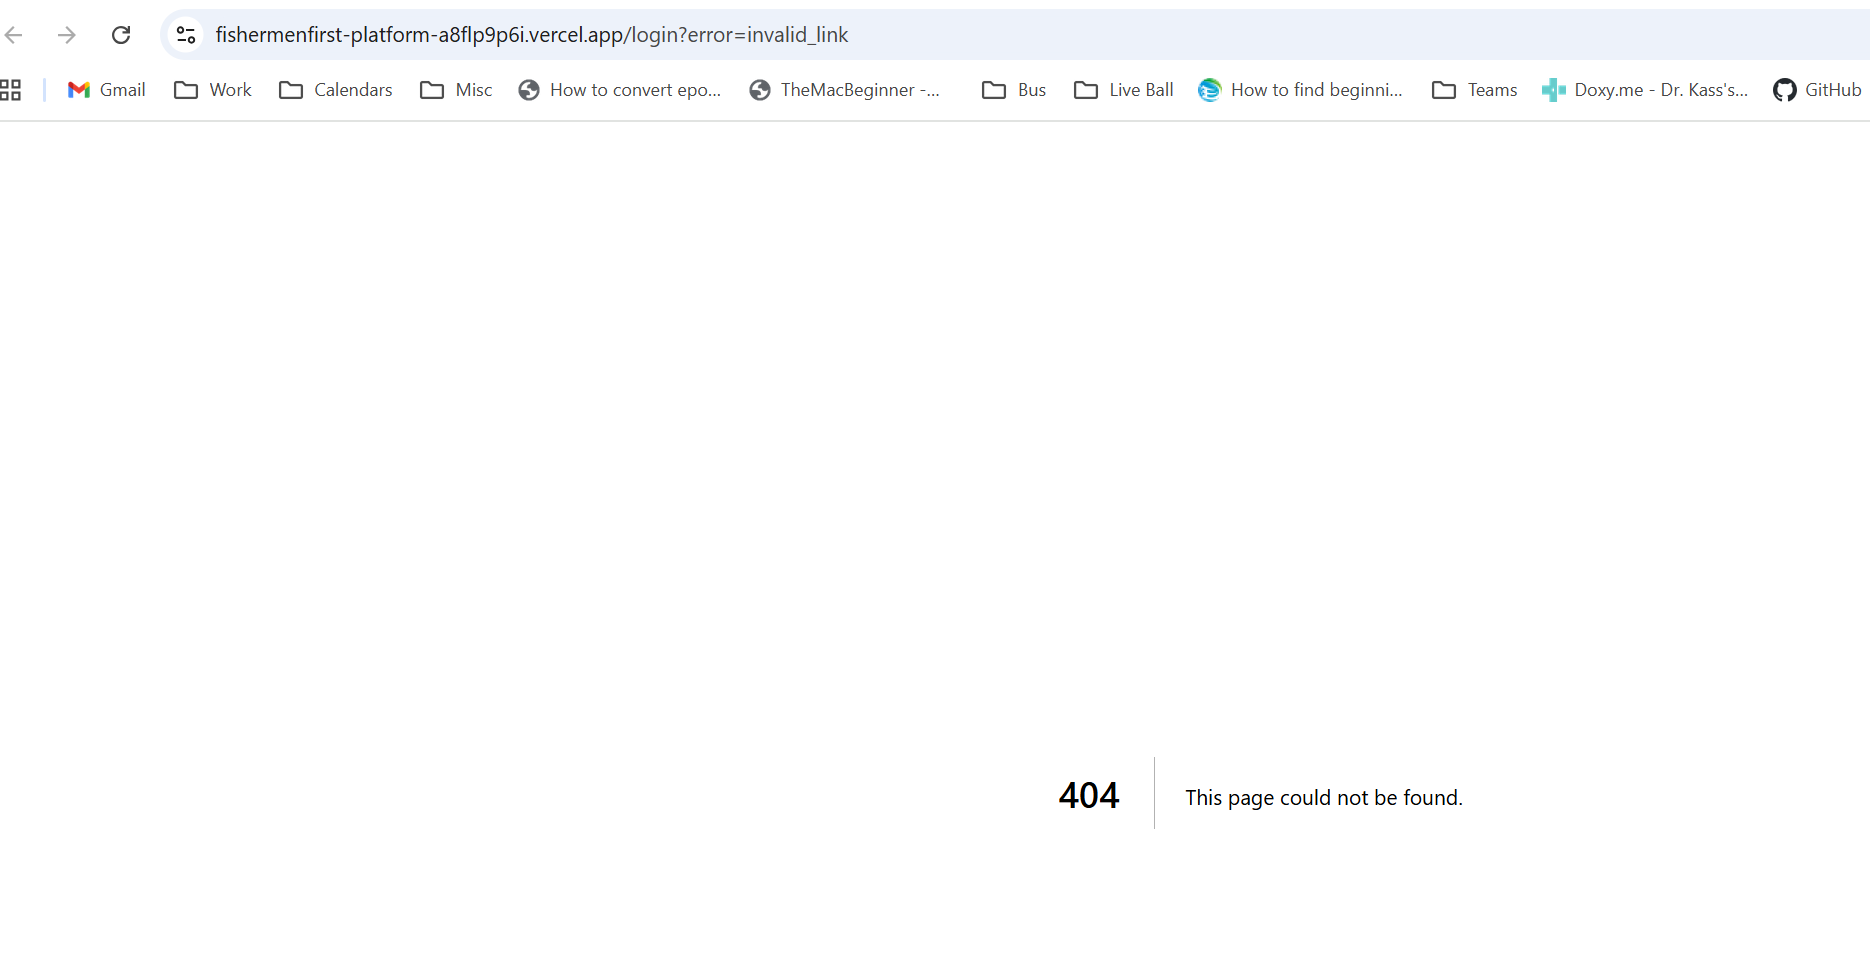 fishermenfirst-platform-a8flp9p6i.vercel.app/login?error=invalid_link
Gmail Work Calendars Misc How to convert epo... TheMacBeginner -... Bus Live Ball How to find beginni... Teams Doxy.me - Dr. Kass's... GitHub
404 This page could not be found.